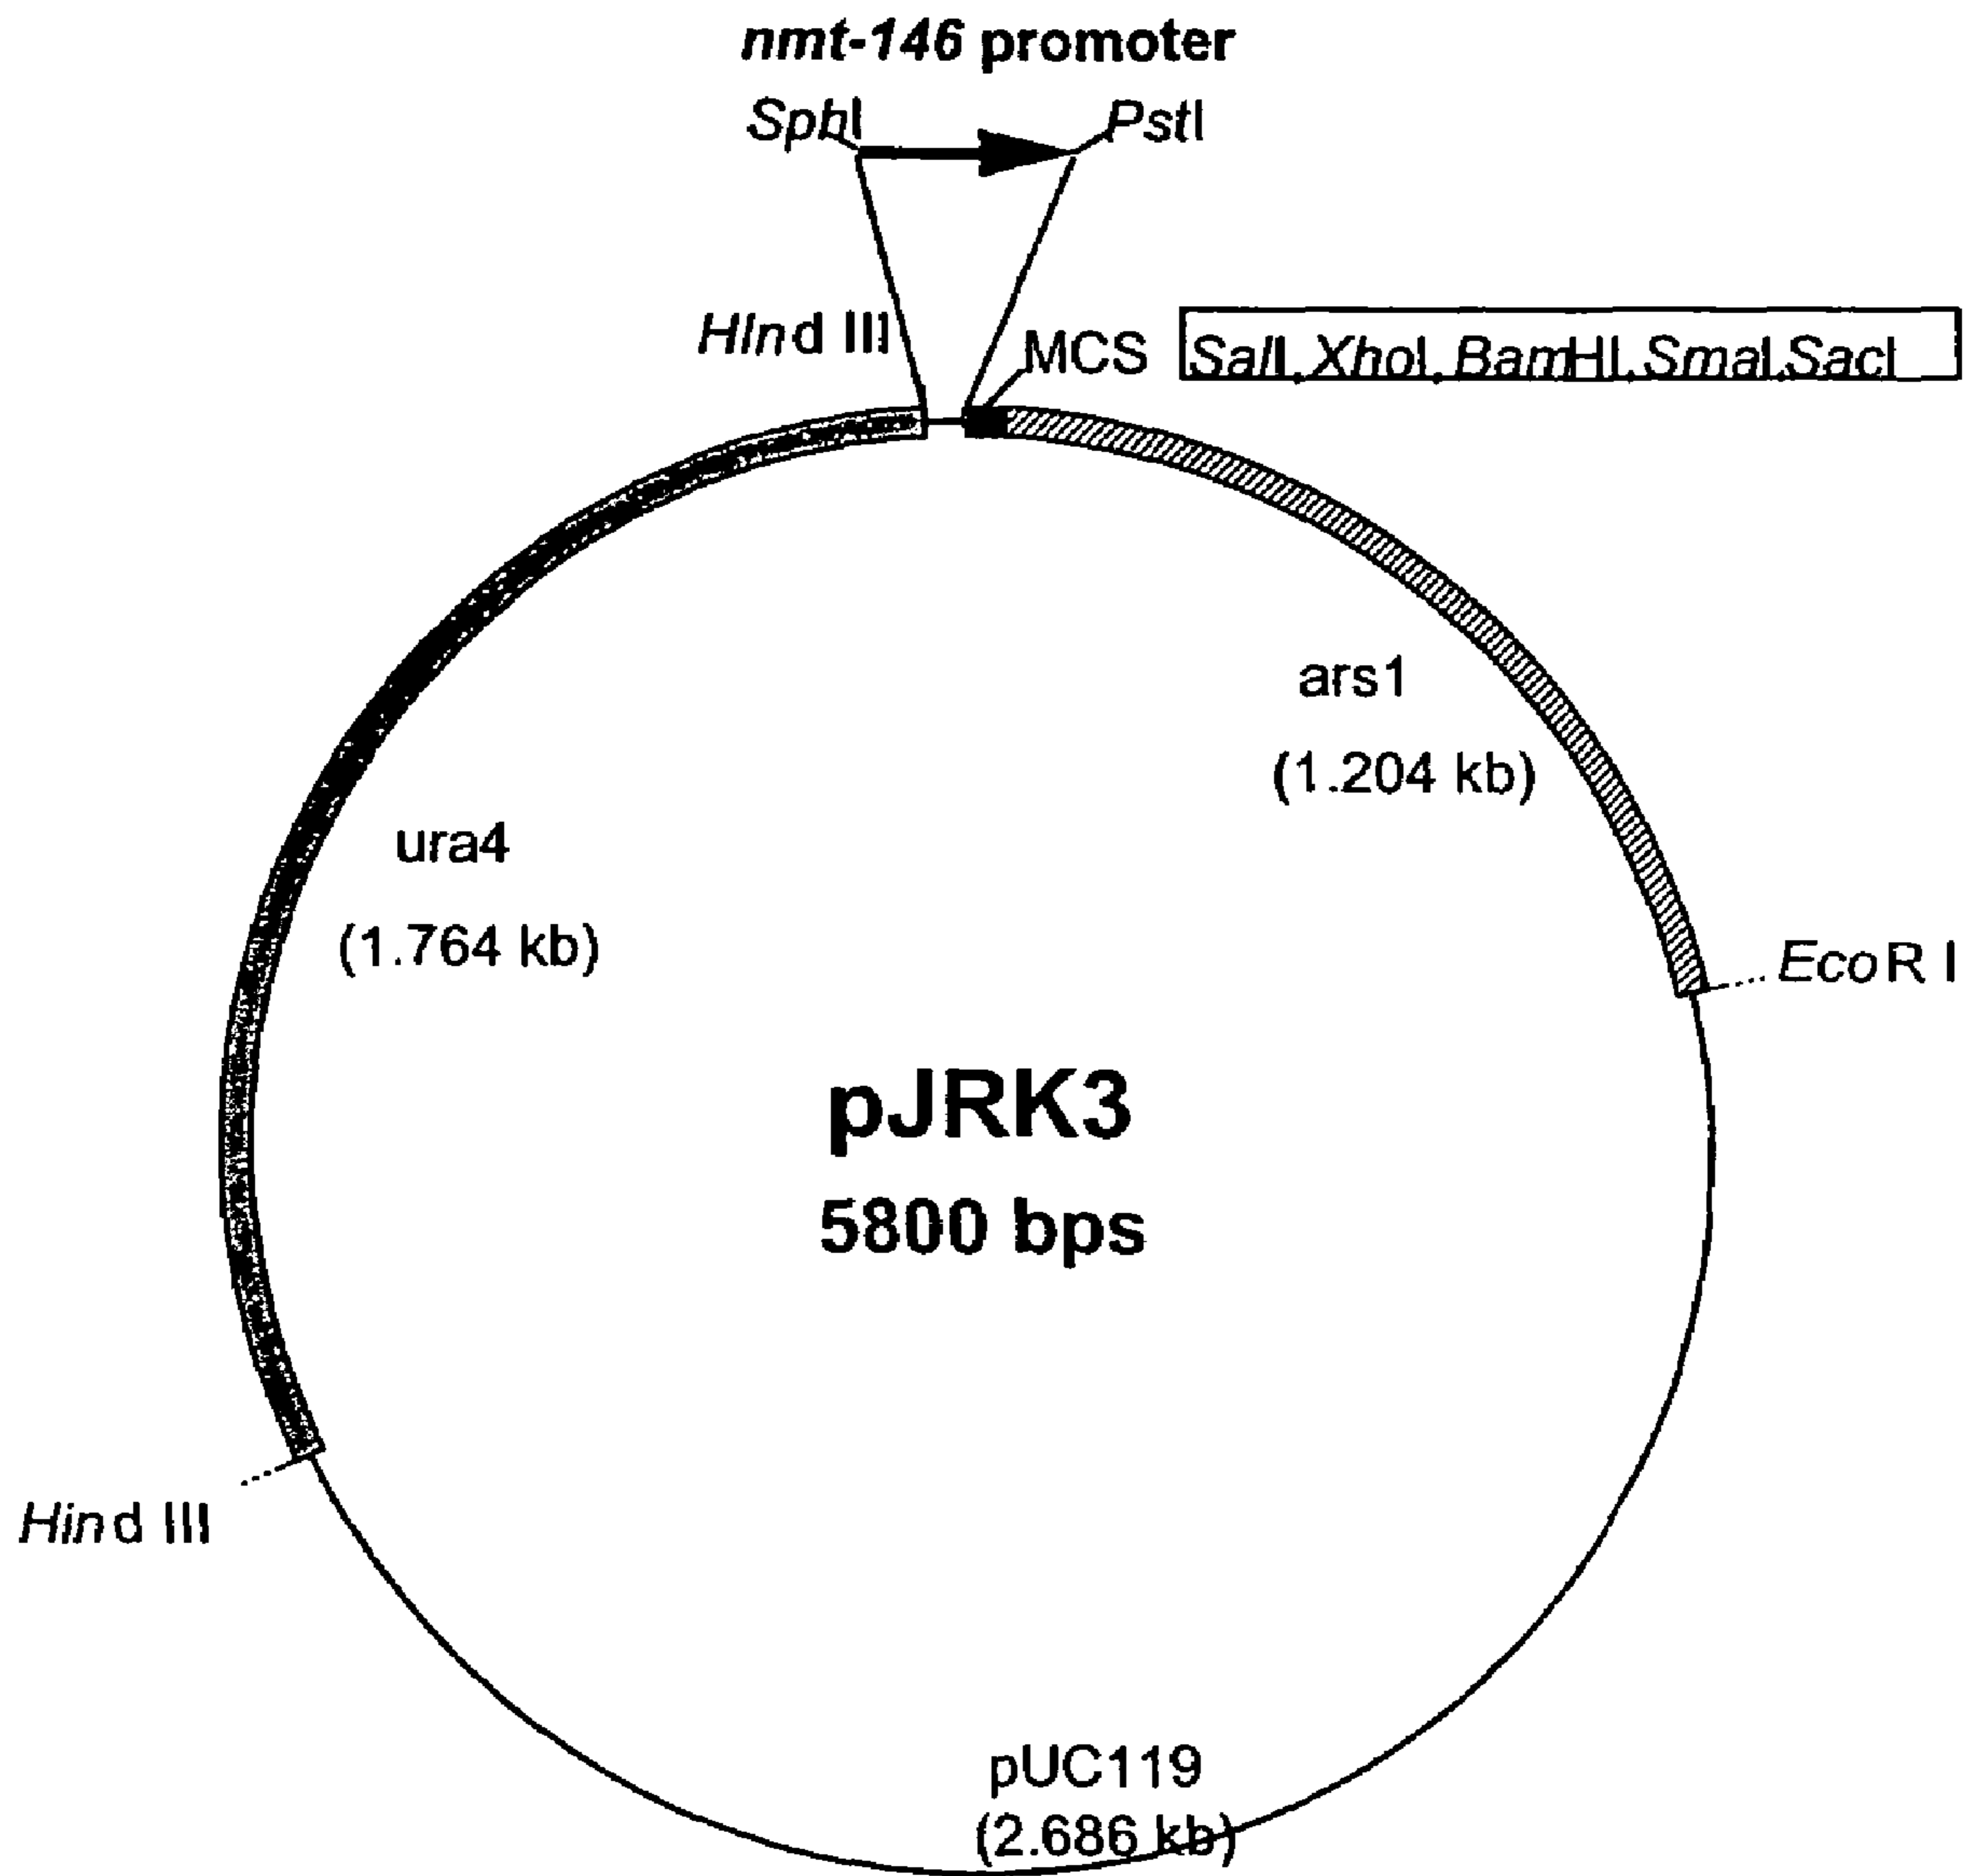 nmt-146 promoter
SphI PstI
HInd III
MCS
SalI,XhoI,BamHI,SmaI,SacI
ars1
(1.204 kb)
ura4
(1.764 kb)
EcoR I
pJRK3
5800 bps
Hind III
pUC119
(2.686 kb)